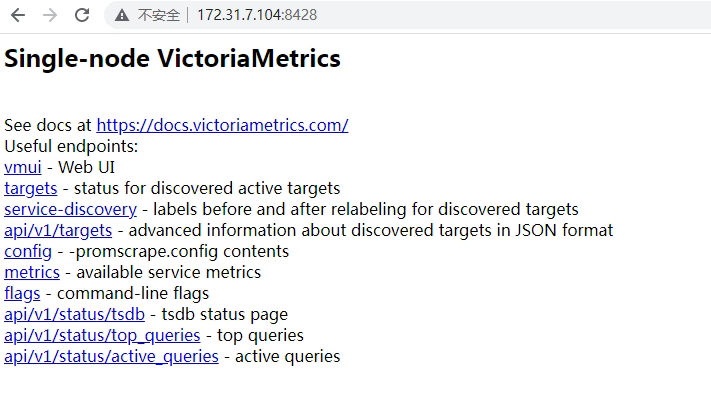 不安全 172.31.7.104:8428
Single-node VictoriaMetrics
See docs at https://docs.victoriametrics.com/
Useful endpoints:
vmui - Web UI
targets - status for discovered active targets
service-discovery - labels before and after relabeling for discovered targets
api/v1/targets - advanced information about discovered targets in JSON format
config - -promscrape.config contents
metrics - available service metrics
flags - command-line flags
api/v1/status/tsdb - tsdb status page
api/v1/status/top_queries - top queries
api/v1/status/active_queries - active queries